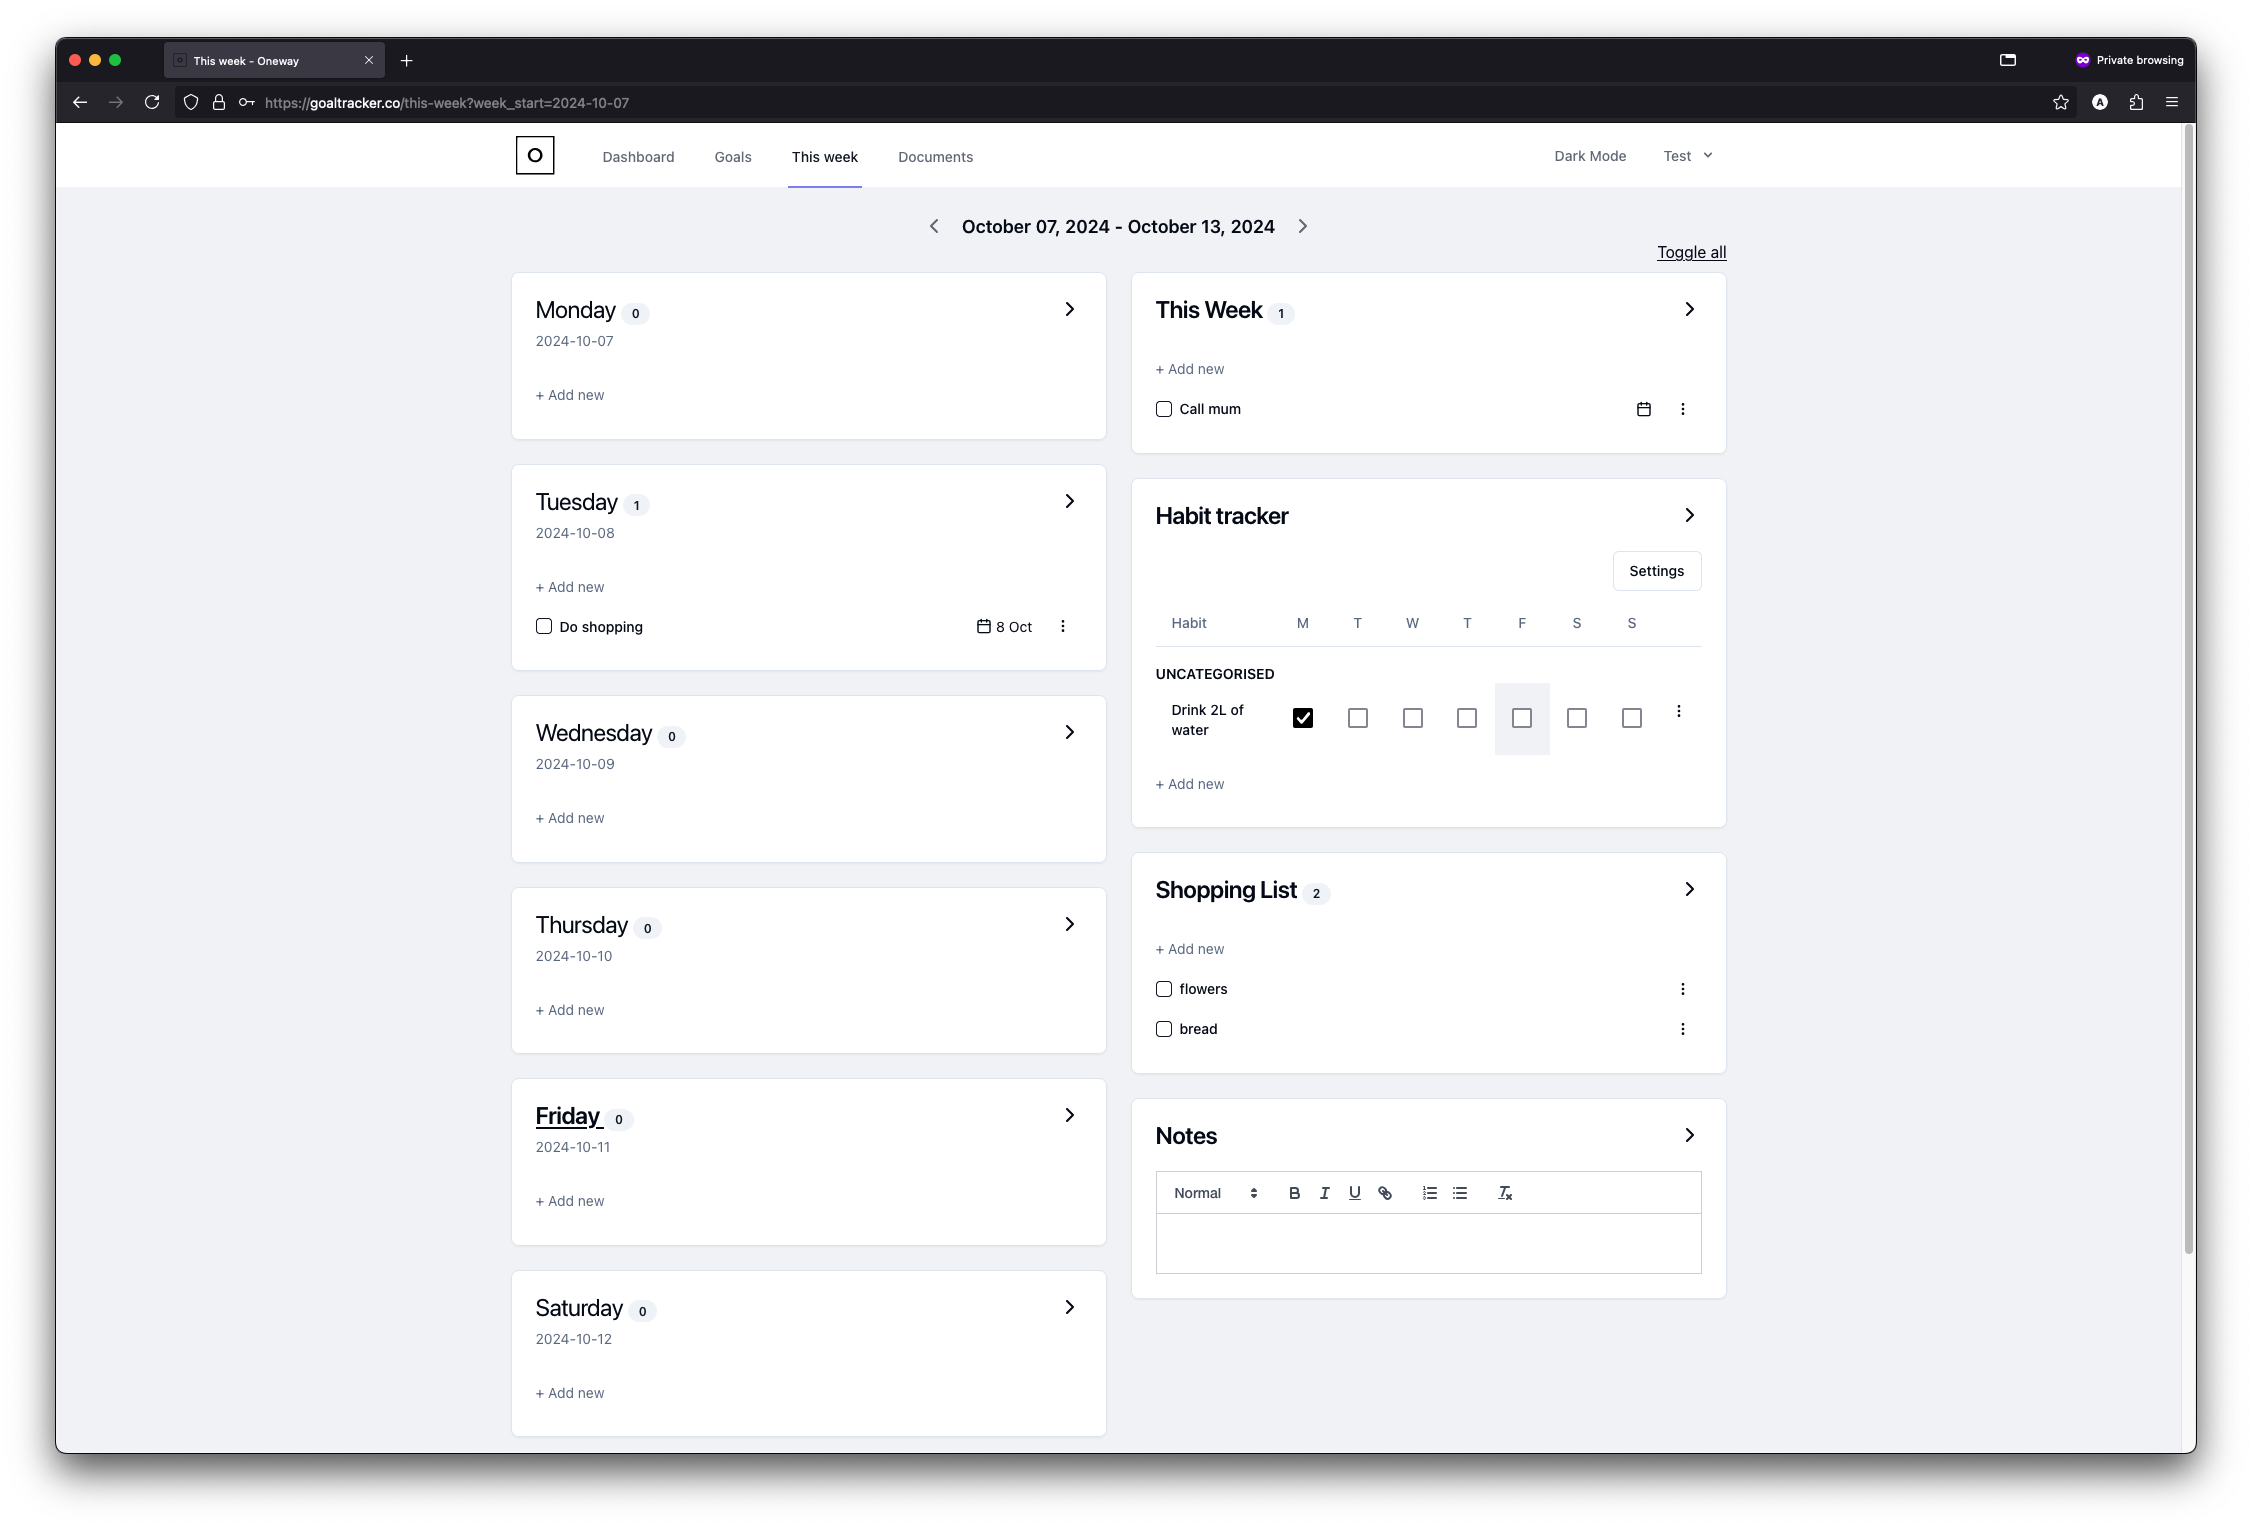 This week - Oneway
Private browsing
https://goaltracker.co/this-week?week_start=2024-10-07
Dashboard Goals This week Documents Dark Mode Test
October 07, 2024 - October 13, 2024
Toggle all
Monday 0
2024-10-07
+ Add new
Tuesday 1
2024-10-08
+ Add new
Do shopping 8 Oct
Wednesday 0
2024-10-09
+ Add new
Thursday 0
2024-10-10
+ Add new
Friday 0
2024-10-11
+ Add new
Saturday 0
2024-10-12
+ Add new
This Week 1
+ Add new
Call mum
Habit tracker
Settings
Habit M T W T F S S
UNCATEGORISED
Drink 2L of
water
+ Add new
Shopping List 2
+ Add new
flowers
bread
Notes
Normal B I U